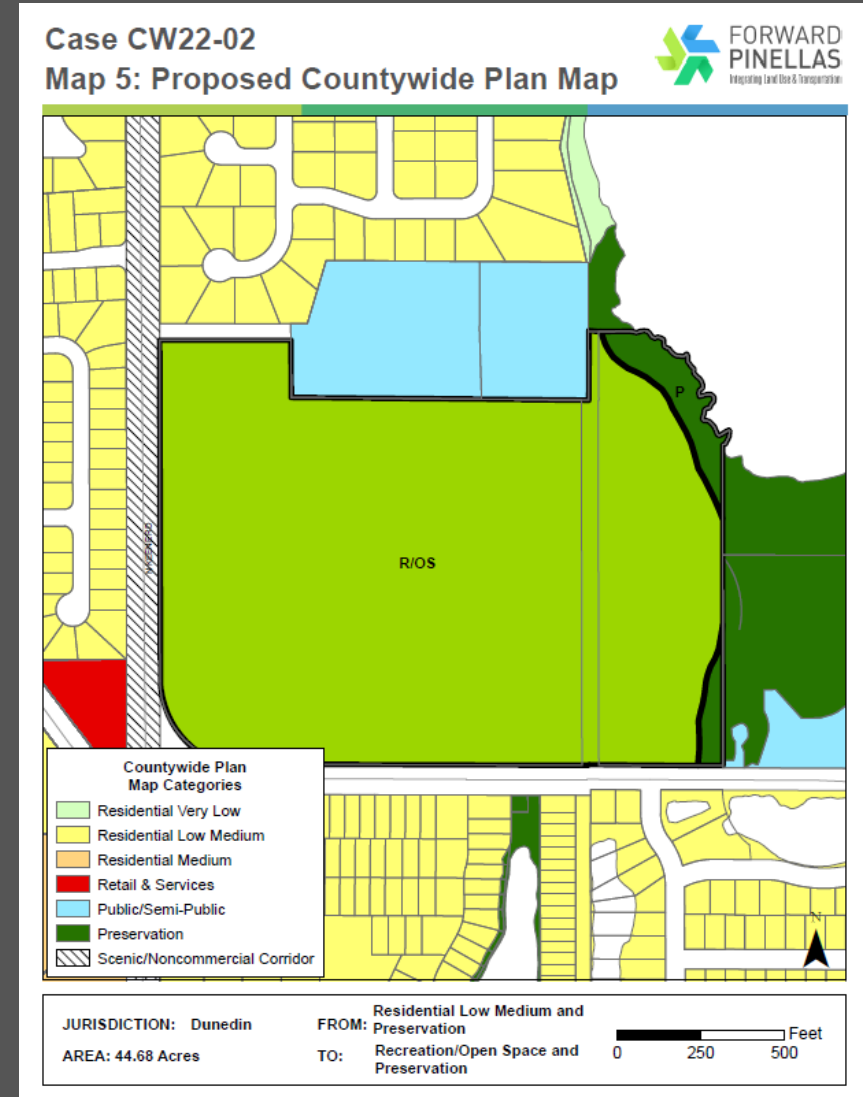 Case CW22-02
Map 5: Proposed Countywide Plan Map
FORWARD
PINELLAS
Integrating Land Use & Transportation
P
R/OS
Countywide Plan
Map Categories
Residential Very Low
Residential Low Medium
Residential Medium
Retail & Services
Public/Semi-Public
Preservation
Scenic/Noncommercial Corridor
N
JURISDICTION: Dunedin
AREA: 44.68 Acres
FROM: Residential Low Medium and
Preservation
TO: Recreation/Open Space and
Preservation
Feet
0 250 500